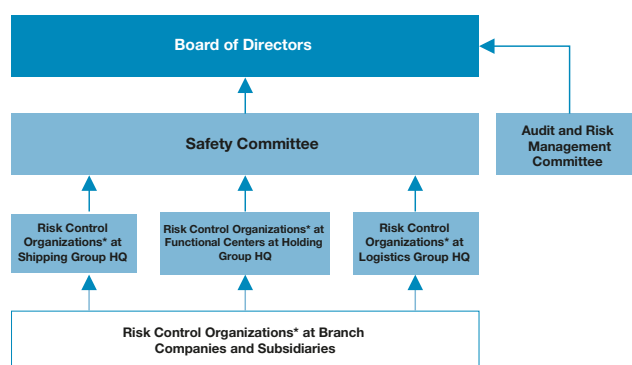 Board of Directors
Safety Committee
Audit and Risk
Management
Committee
Risk Control
Organizations* at
Shipping Group HQ
Risk Control Organizations* at
Functional Centers at Holding
Group HQ
Risk Control
Organizations* at
Logistics Group HQ
Risk Control Organizations* at Branch
Companies and Subsidiaries